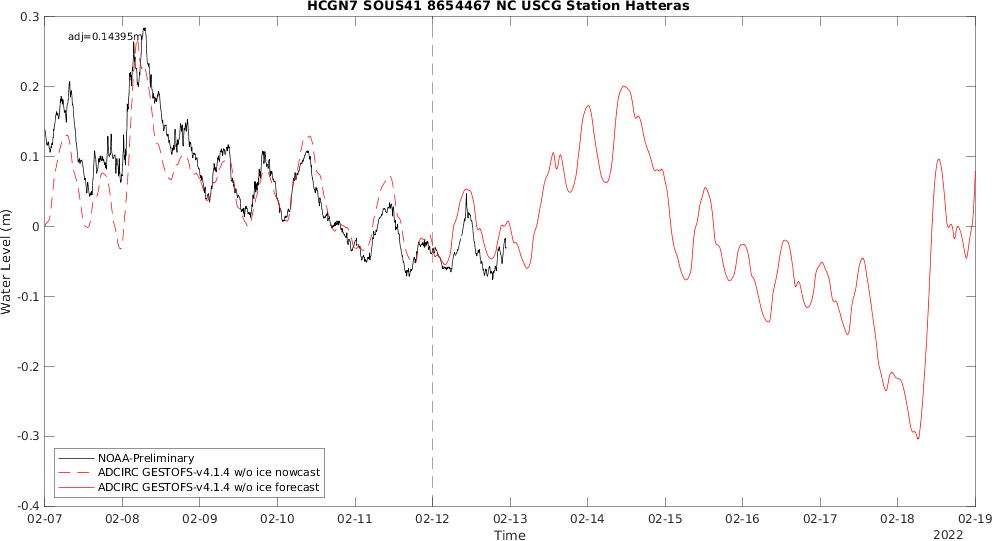 HCGN7 SOUS41 8654467 NC USCG Station Hatteras
0.3
adj=0.14395m
0.2
0.1
0
-0.1
-0.2
-0.3
-0.4
Water Level (m)
NOAA-Preliminary
ADCIRC GESTOFS-v4.1.4 w/o ice nowcast
ADCIRC GESTOFS-v4.1.4 w/o ice forecast
02-07 02-08 02-09 02-10 02-11 02-12 02-13 02-14 02-15 02-16 02-17 02-18 02-19
Time
2022